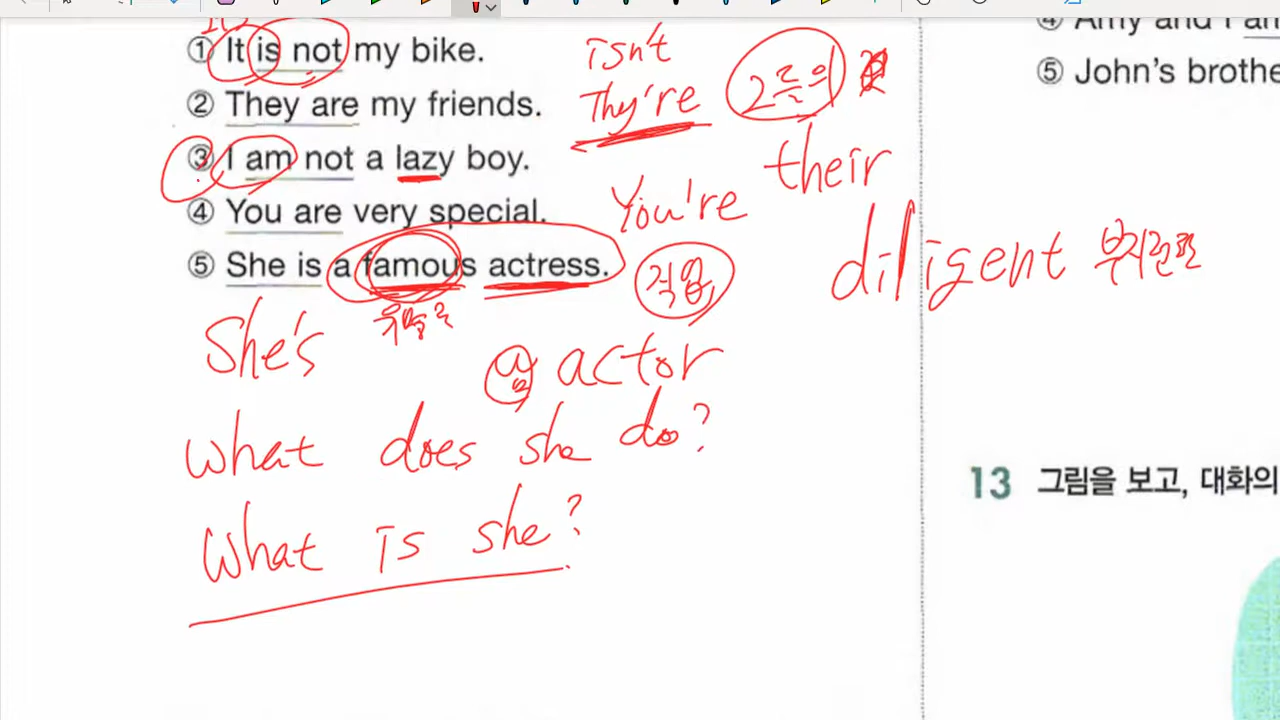 ① It is not my bike.
isn't
② They are my friends.
Thy're
③ I am not a lazy boy.
their
④ You are very special.
You're
⑤ She is a famous actress.
직업
diligent 부지런한
She's
유명한
actor
What does she do?
What is she?
④ Amy and I am
⑤ John's brothe
13 그림을 보고, 대화의